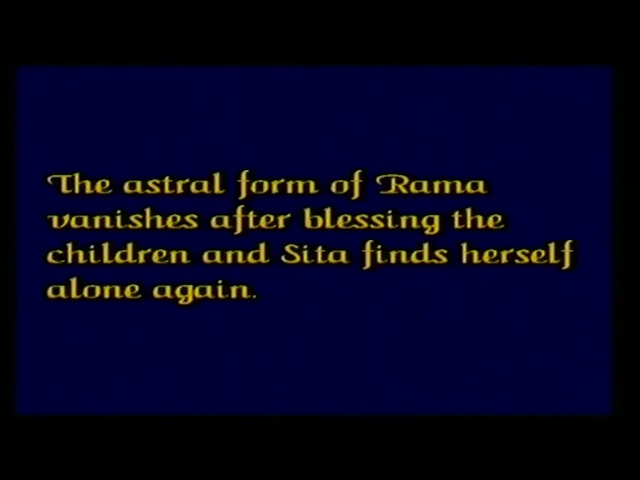 The astral form of Rama
vanishes after blessing the
children and Sita finds herself
alone again.